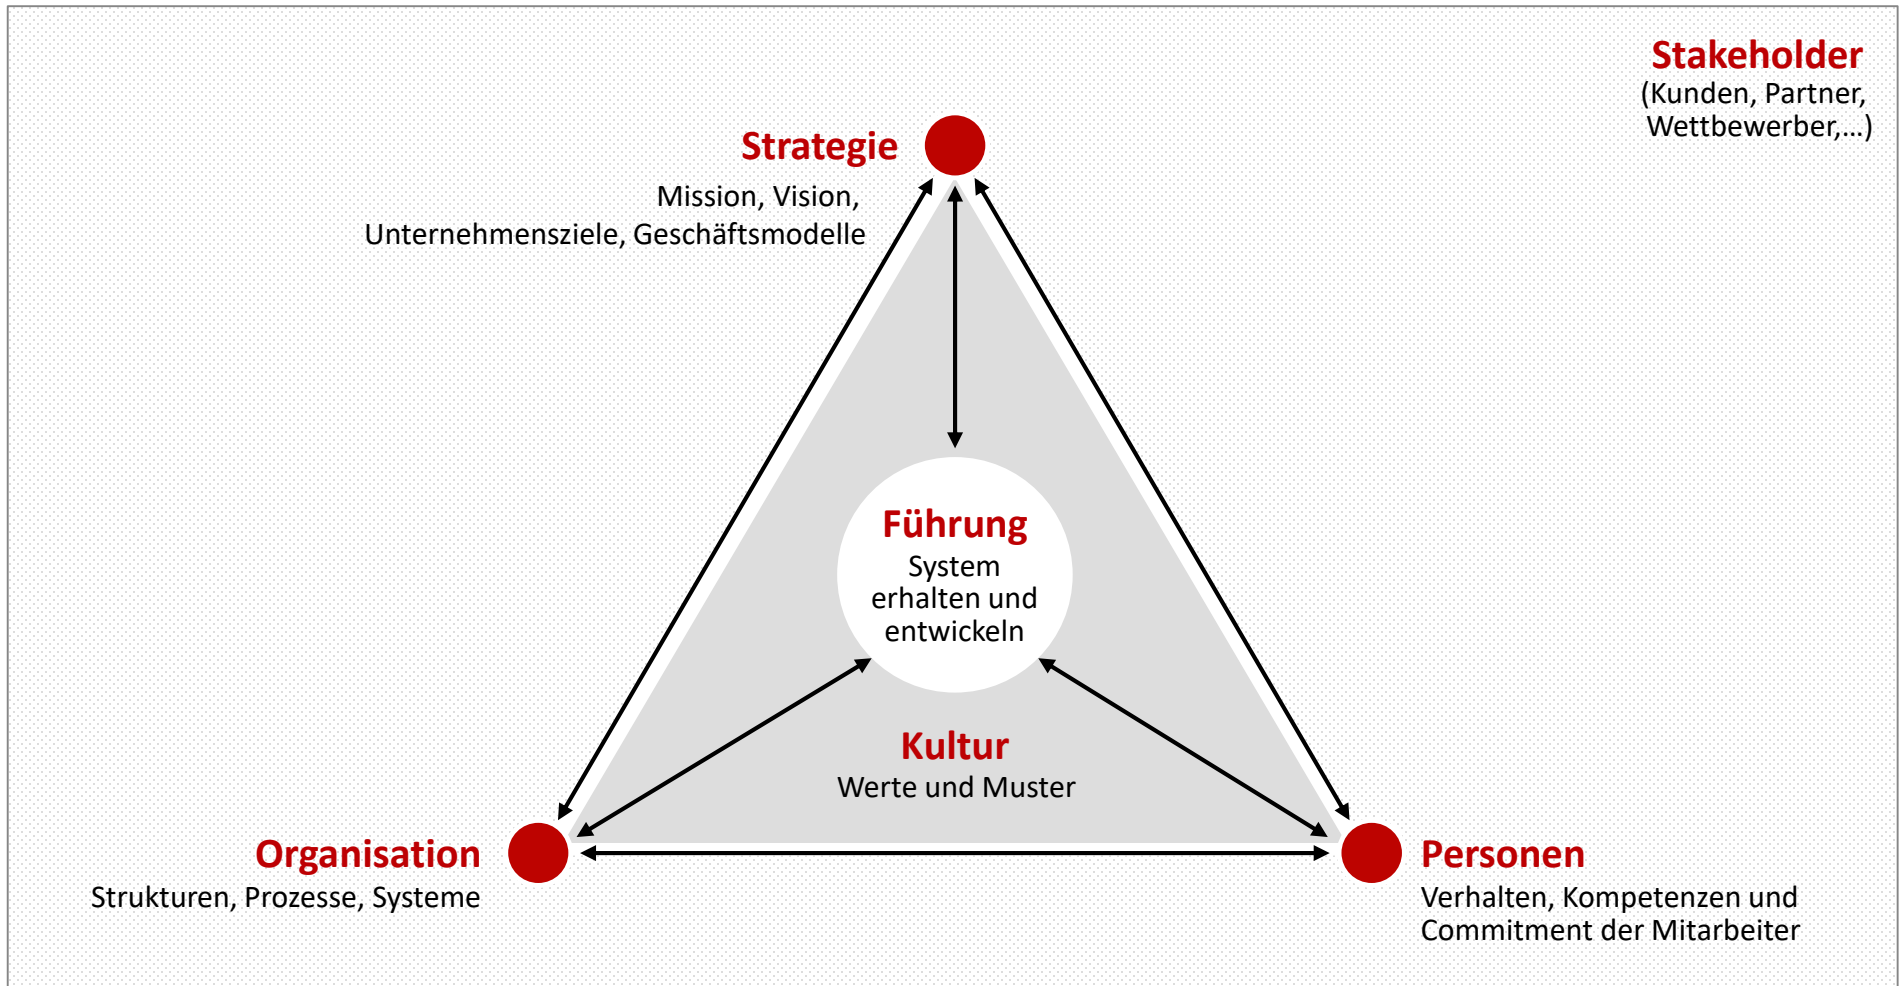 Stakeholder
(Kunden, Partner,
Wettbewerber,...)
Strategie
Mission, Vision,
Unternehmensziele, Geschäftsmodelle
Führung
System
erhalten und
entwickeln
Kultur
Werte und Muster
Organisation
Strukturen, Prozesse, Systeme
Personen
Verhalten, Kompetenzen und
Commitment der Mitarbeiter